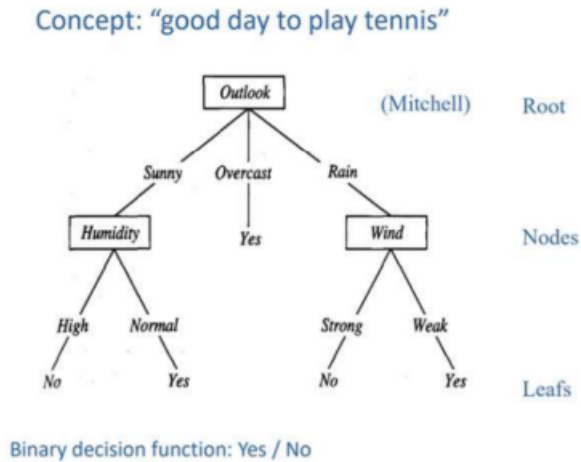 Concept: “good day to play tennis”
Outlook
(Mitchell) Root
Sunny Overcast Rain
Humidity Yes Wind Nodes
High Normal Strong Weak
No Yes No Yes
Leafs
Binary decision function: Yes / No